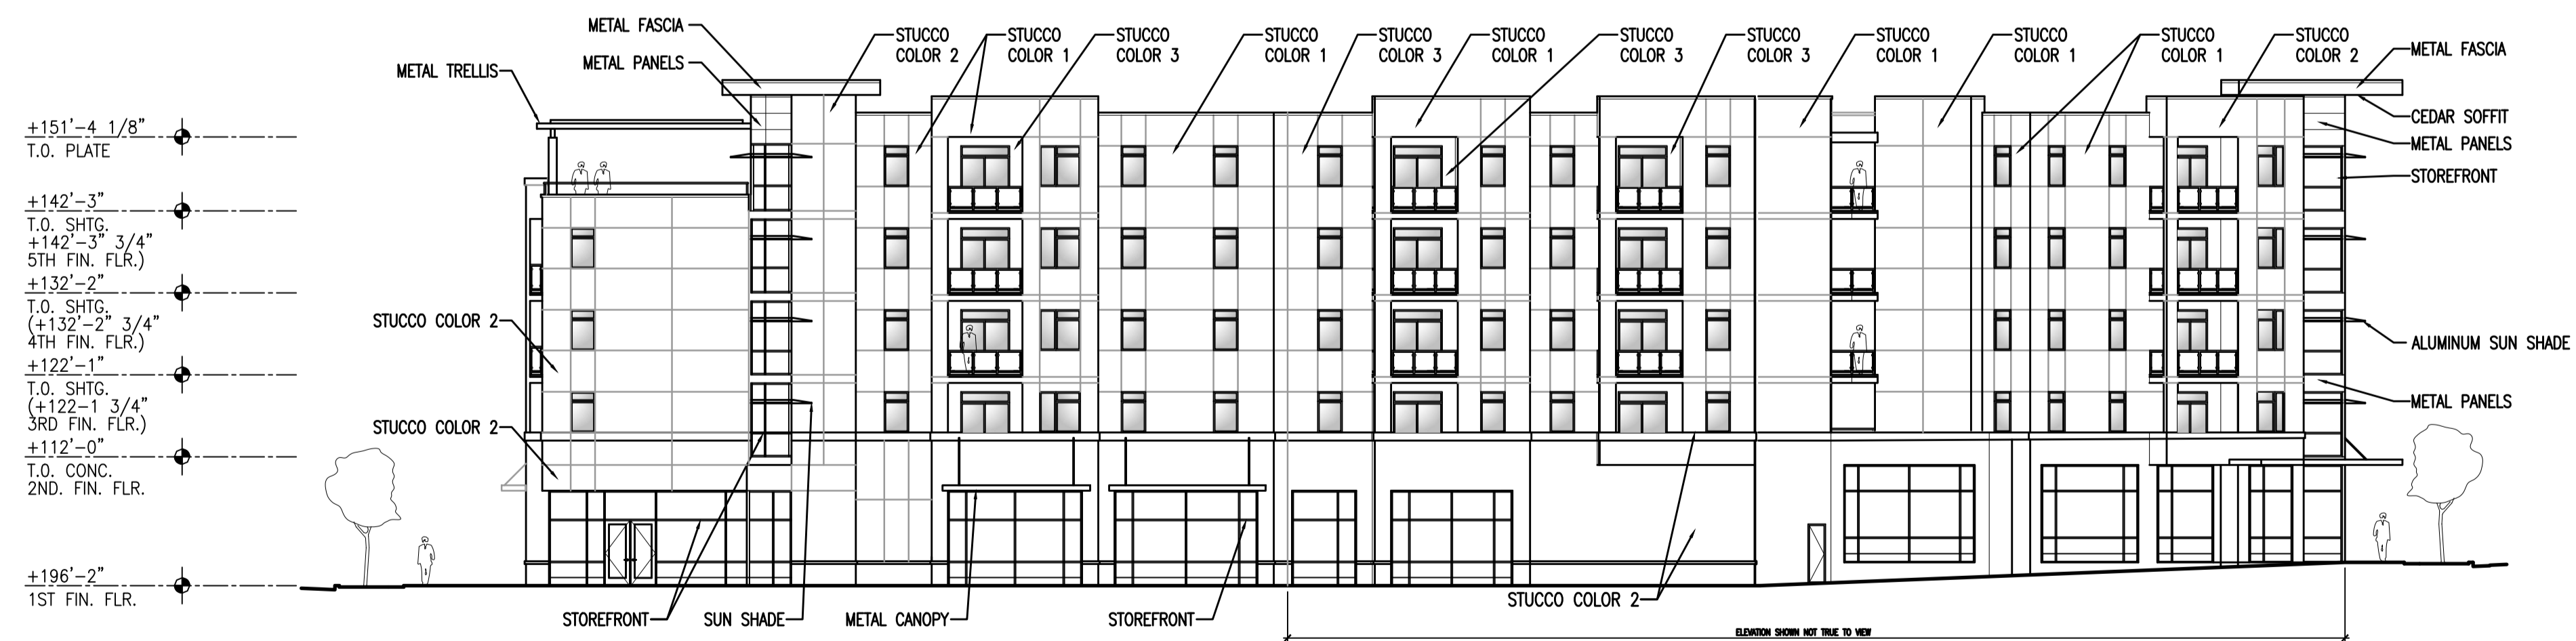 METAL FASCIA
METAL PANELS
METAL TRELLIS
STUCCO
COLOR 2
STUCCO
COLOR 1
STUCCO
COLOR 3
STUCCO
COLOR 1
STUCCO
COLOR 3
STUCCO
COLOR 1
STUCCO
COLOR 3
STUCCO
COLOR 3
STUCCO
COLOR 1
STUCCO
COLOR 1
STUCCO
COLOR 1
STUCCO
COLOR 2
METAL FASCIA
CEDAR SOFFIT
METAL PANELS
STOREFRONT
ALUMINUM SUN SHADE
METAL PANELS
+151'-4 1/8"
T.O. PLATE
+142'-3"
T.O. SHTG.
+142'-3" 3/4"
5TH FIN. FLR.)
+132'-2"
T.O. SHTG.
(+132'-2" 3/4"
4TH FIN. FLR.)
+122'-1"
T.O. SHTG.
(+122-1 3/4"
3RD FIN. FLR.)
+112'-0"
T.O. CONC.
2ND. FIN. FLR.
+196'-2"
1ST FIN. FLR.
STUCCO COLOR 2
STUCCO COLOR 2
STOREFRONT
SUN SHADE
METAL CANOPY
STOREFRONT
STUCCO COLOR 2
ELEVATION SHOWN NOT TRUE TO VIEW